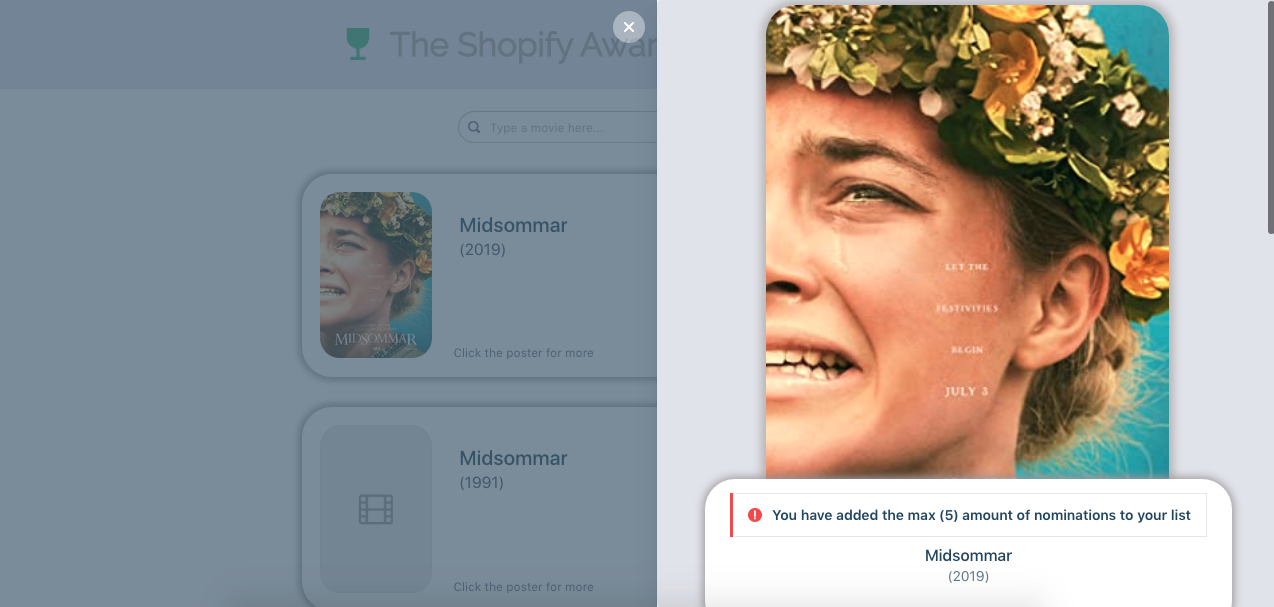 The Shopify Awar
Type a movie here...
Midsommar
(2019)
MIDSOMMAR
Click the poster for more
Midsommar
(1991)
Click the poster for more
LET THE
FESTIVITIES
BEGIN
JULY 3
You have added the max (5) amount of nominations to your list
Midsommar
(2019)